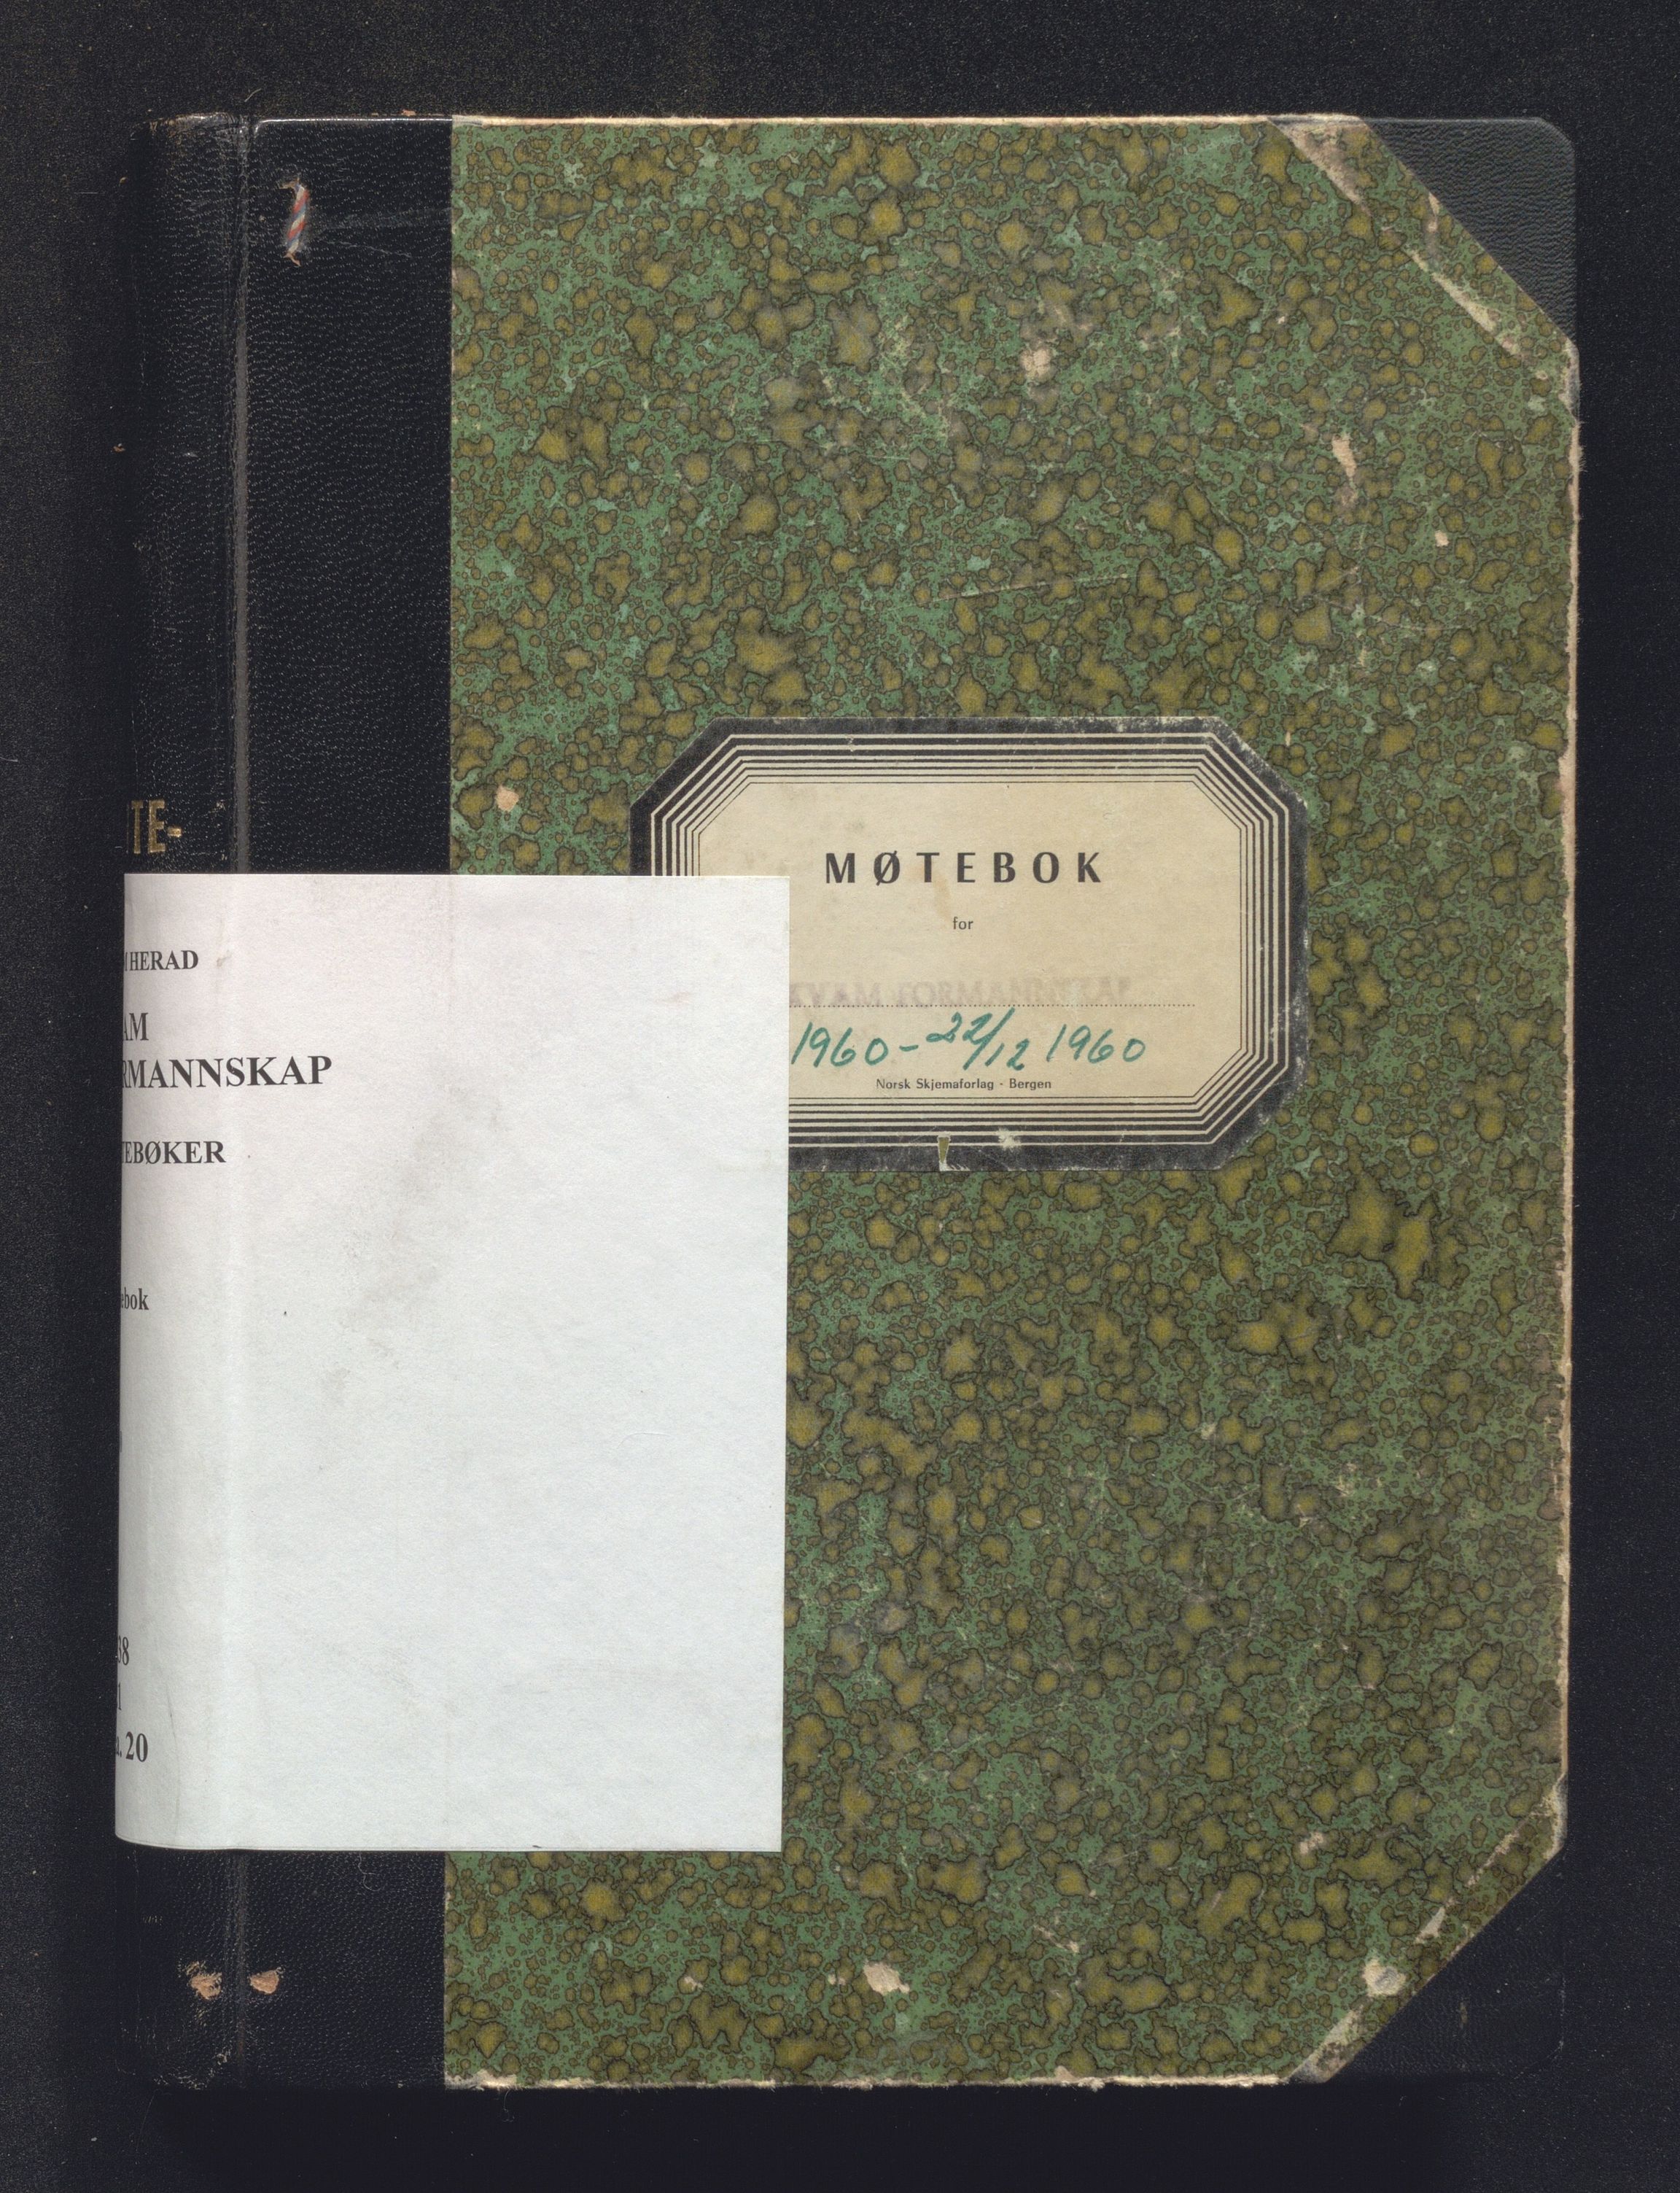 TE-
HERAD
AM
RMANNSKAP
TEBØKER
ebok
38
1
20
MØTEBOK
for
KVAM FORMANNSKAP
1960-22/12 1960
Norsk Skjemaforlag - Bergen